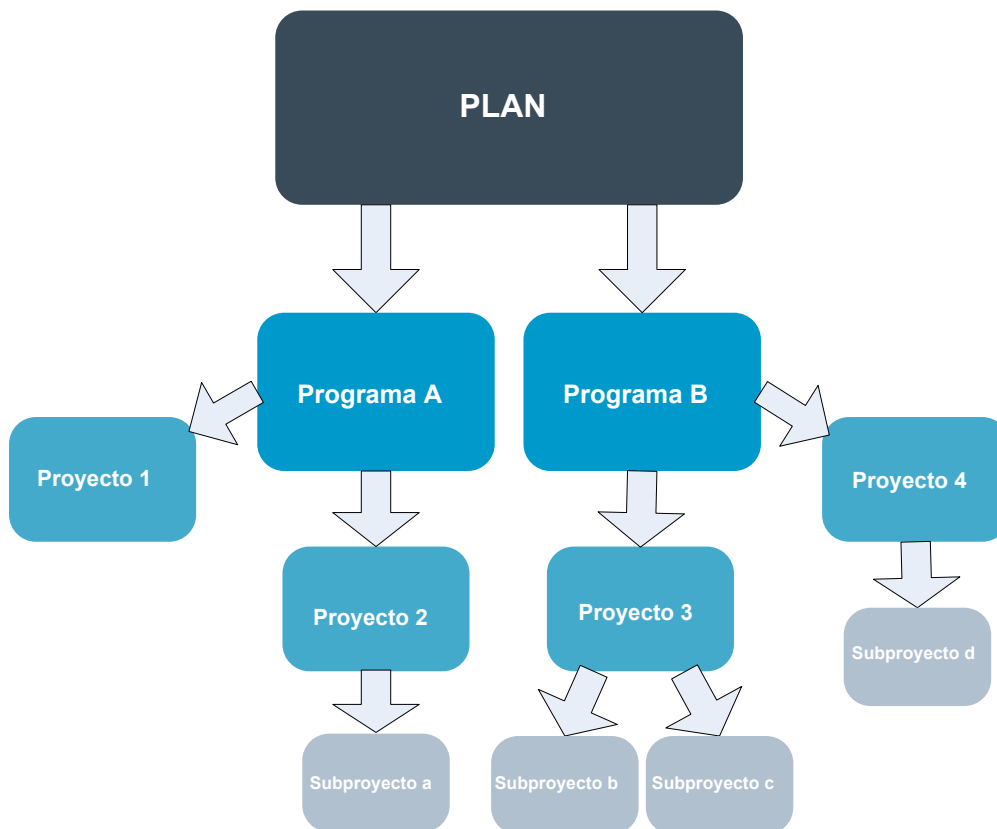 PLAN
Programa A
Programa B
Proyecto 1
Proyecto 4
Proyecto 2
Proyecto 3
Subproyecto d
Subproyecto a
Subproyecto b
Subproyecto c